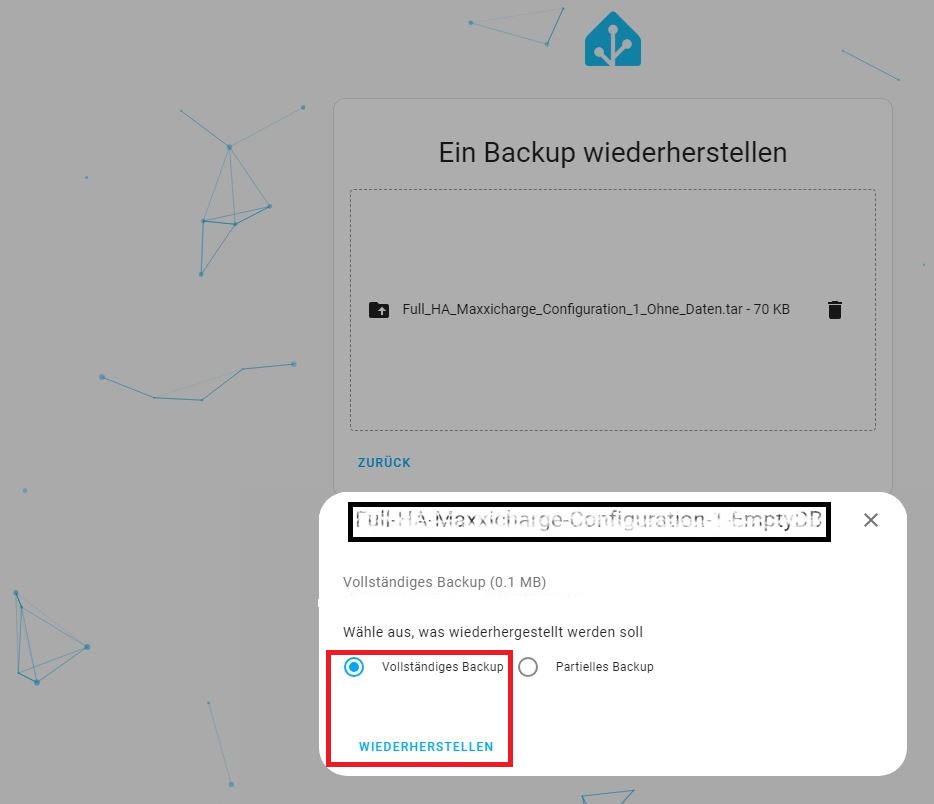 Ein Backup wiederherstellen
Full_HA_Maxxicharge_Configuration_1_Ohne_Daten.tar - 70 KB
ZURÜCK
Full-HA-Maxxicharge-Configuration-1-EmptyDB
Vollständiges Backup (0.1 MB)
Wähle aus, was wiederhergestellt werden soll
Vollständiges Backup Partielles Backup
WIEDERHERSTELLEN